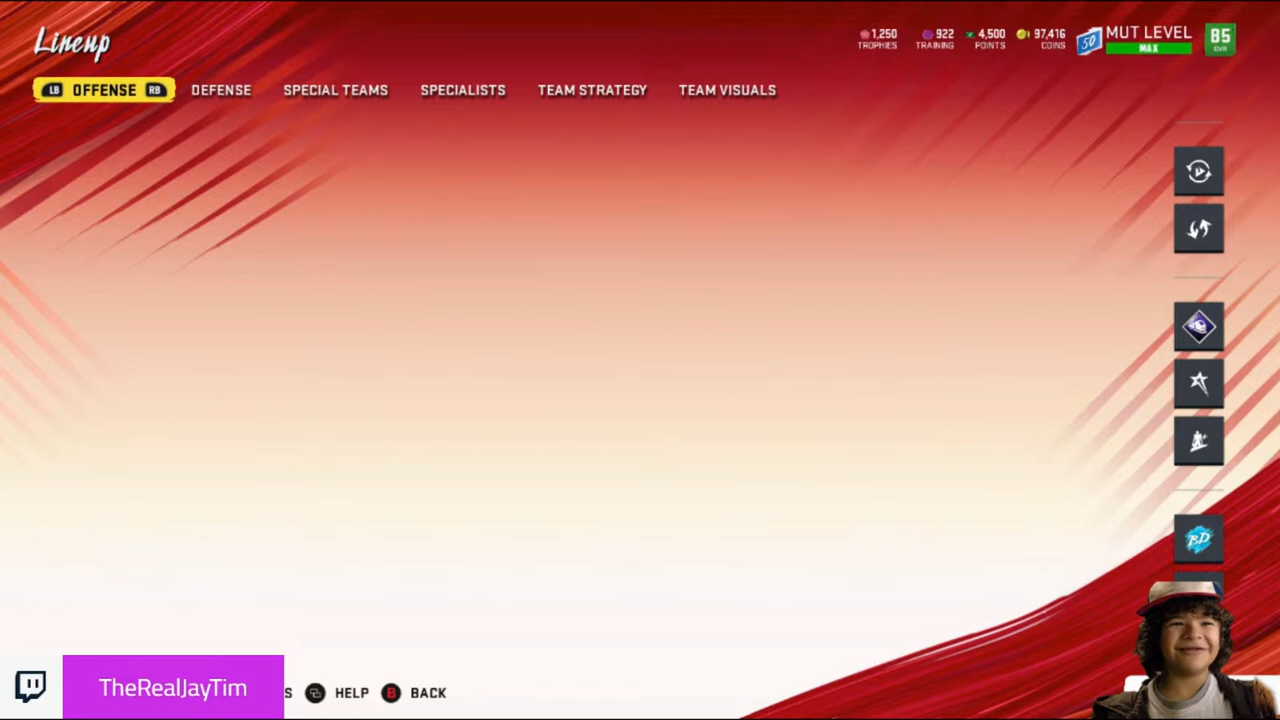 Lineup
1,250
TROPHIES
922
TRAINING
4,500
POINTS
97,416
COINS
50
MUT LEVEL
MAX
85
OVR
LB OFFENSE RB
DEFENSE
SPECIAL TEAMS
SPECIALISTS
TEAM STRATEGY
TEAM VISUALS
BD
TheRealJayTim
S
HELP
B BACK